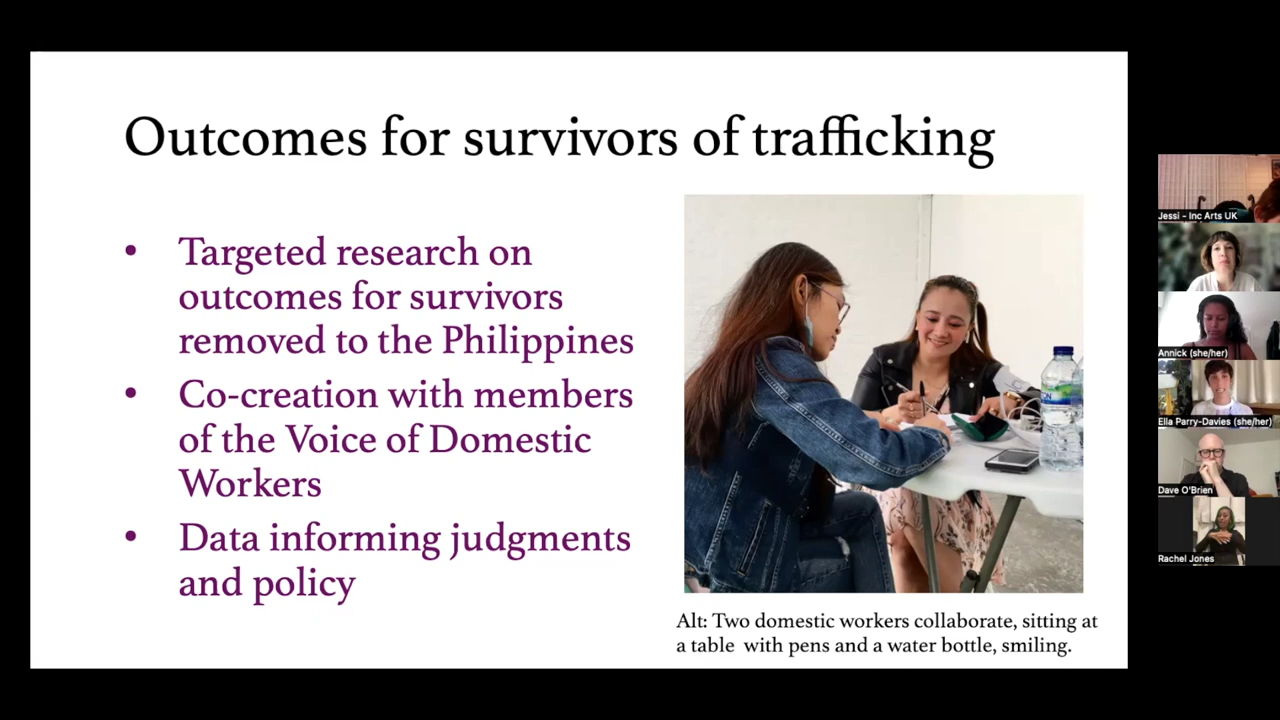 Outcomes for survivors of trafficking
• Targeted research on
outcomes for survivors
removed to the Philippines
• Co-creation with members
of the Voice of Domestic
Workers
• Data informing judgments
and policy
Alt: Two domestic workers collaborate, sitting at
a table with pens and a water bottle, smiling.
Jessi - Inc Arts UK
Annick (she/her)
Ella Parry-Davies (she/her)
Dave O'Brien
Rachel Jones